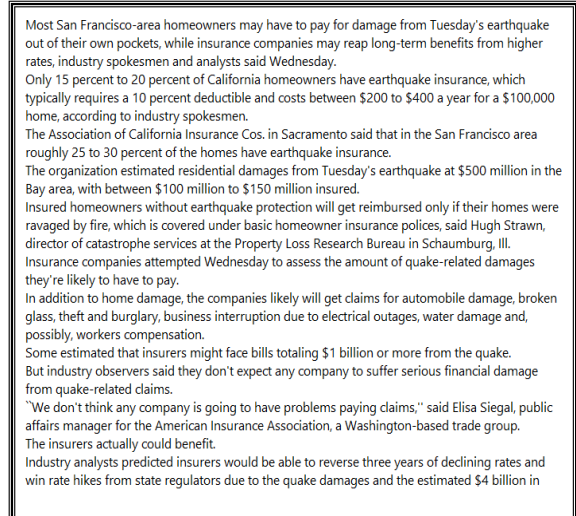 Most San Francisco-area homeowners may have to pay for damage from Tuesday's earthquake
out of their own pockets, while insurance companies may reap long-term benefits from higher
rates, industry spokesmen and analysts said Wednesday.
Only 15 percent to 20 percent of California homeowners have earthquake insurance, which
typically requires a 10 percent deductible and costs between $200 to $400 a year for a $100,000
home, according to industry spokesmen.
The Association of California Insurance Cos. in Sacramento said that in the San Francisco area
roughly 25 to 30 percent of the homes have earthquake insurance.
The organization estimated residential damages from Tuesday's earthquake at $500 million in the
Bay area, with between $100 million to $150 million insured.
Insured homeowners without earthquake protection will get reimbursed only if their homes were
ravaged by fire, which is covered under basic homeowner insurance polices, said Hugh Strawn,
director of catastrophe services at the Property Loss Research Bureau in Schaumburg, Ill.
Insurance companies attempted Wednesday to assess the amount of quake-related damages
they're likely to have to pay.
In addition to home damage, the companies likely will get claims for automobile damage, broken
glass, theft and burglary, business interruption due to electrical outages, water damage and,
possibly, workers compensation.
Some estimated that insurers might face bills totaling $1 billion or more from the quake.
But industry observers said they don't expect any company to suffer serious financial damage
from quake-related claims.
``We don't think any company is going to have problems paying claims,'' said Elisa Siegal, public
affairs manager for the American Insurance Association, a Washington-based trade group.
The insurers actually could benefit.
Industry analysts predicted insurers would be able to reverse three years of declining rates and
win rate hikes from state regulators due to the quake damages and the estimated $4 billion in